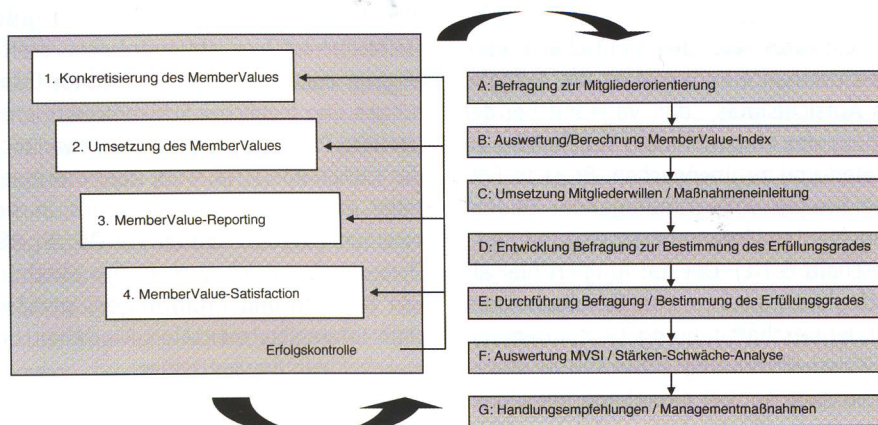 1. Konkretisierung des MemberValues
2. Umsetzung des MemberValues
3. MemberValue-Reporting
4. MemberValue-Satisfaction
Erfolgskontrolle
A: Befragung zur Mitgliederorientierung
B: Auswertung/Berechnung MemberValue-Index
C: Umsetzung Mitgliederwillen / Maßnahmeneinleitung
D: Entwicklung Befragung zur Bestimmung des Erfüllungsgrades
E: Durchführung Befragung / Bestimmung des Erfüllungsgrades
F: Auswertung MVSI / Stärken-Schwäche-Analyse
G: Handlungsempfehlungen / Managementmaßnahmen